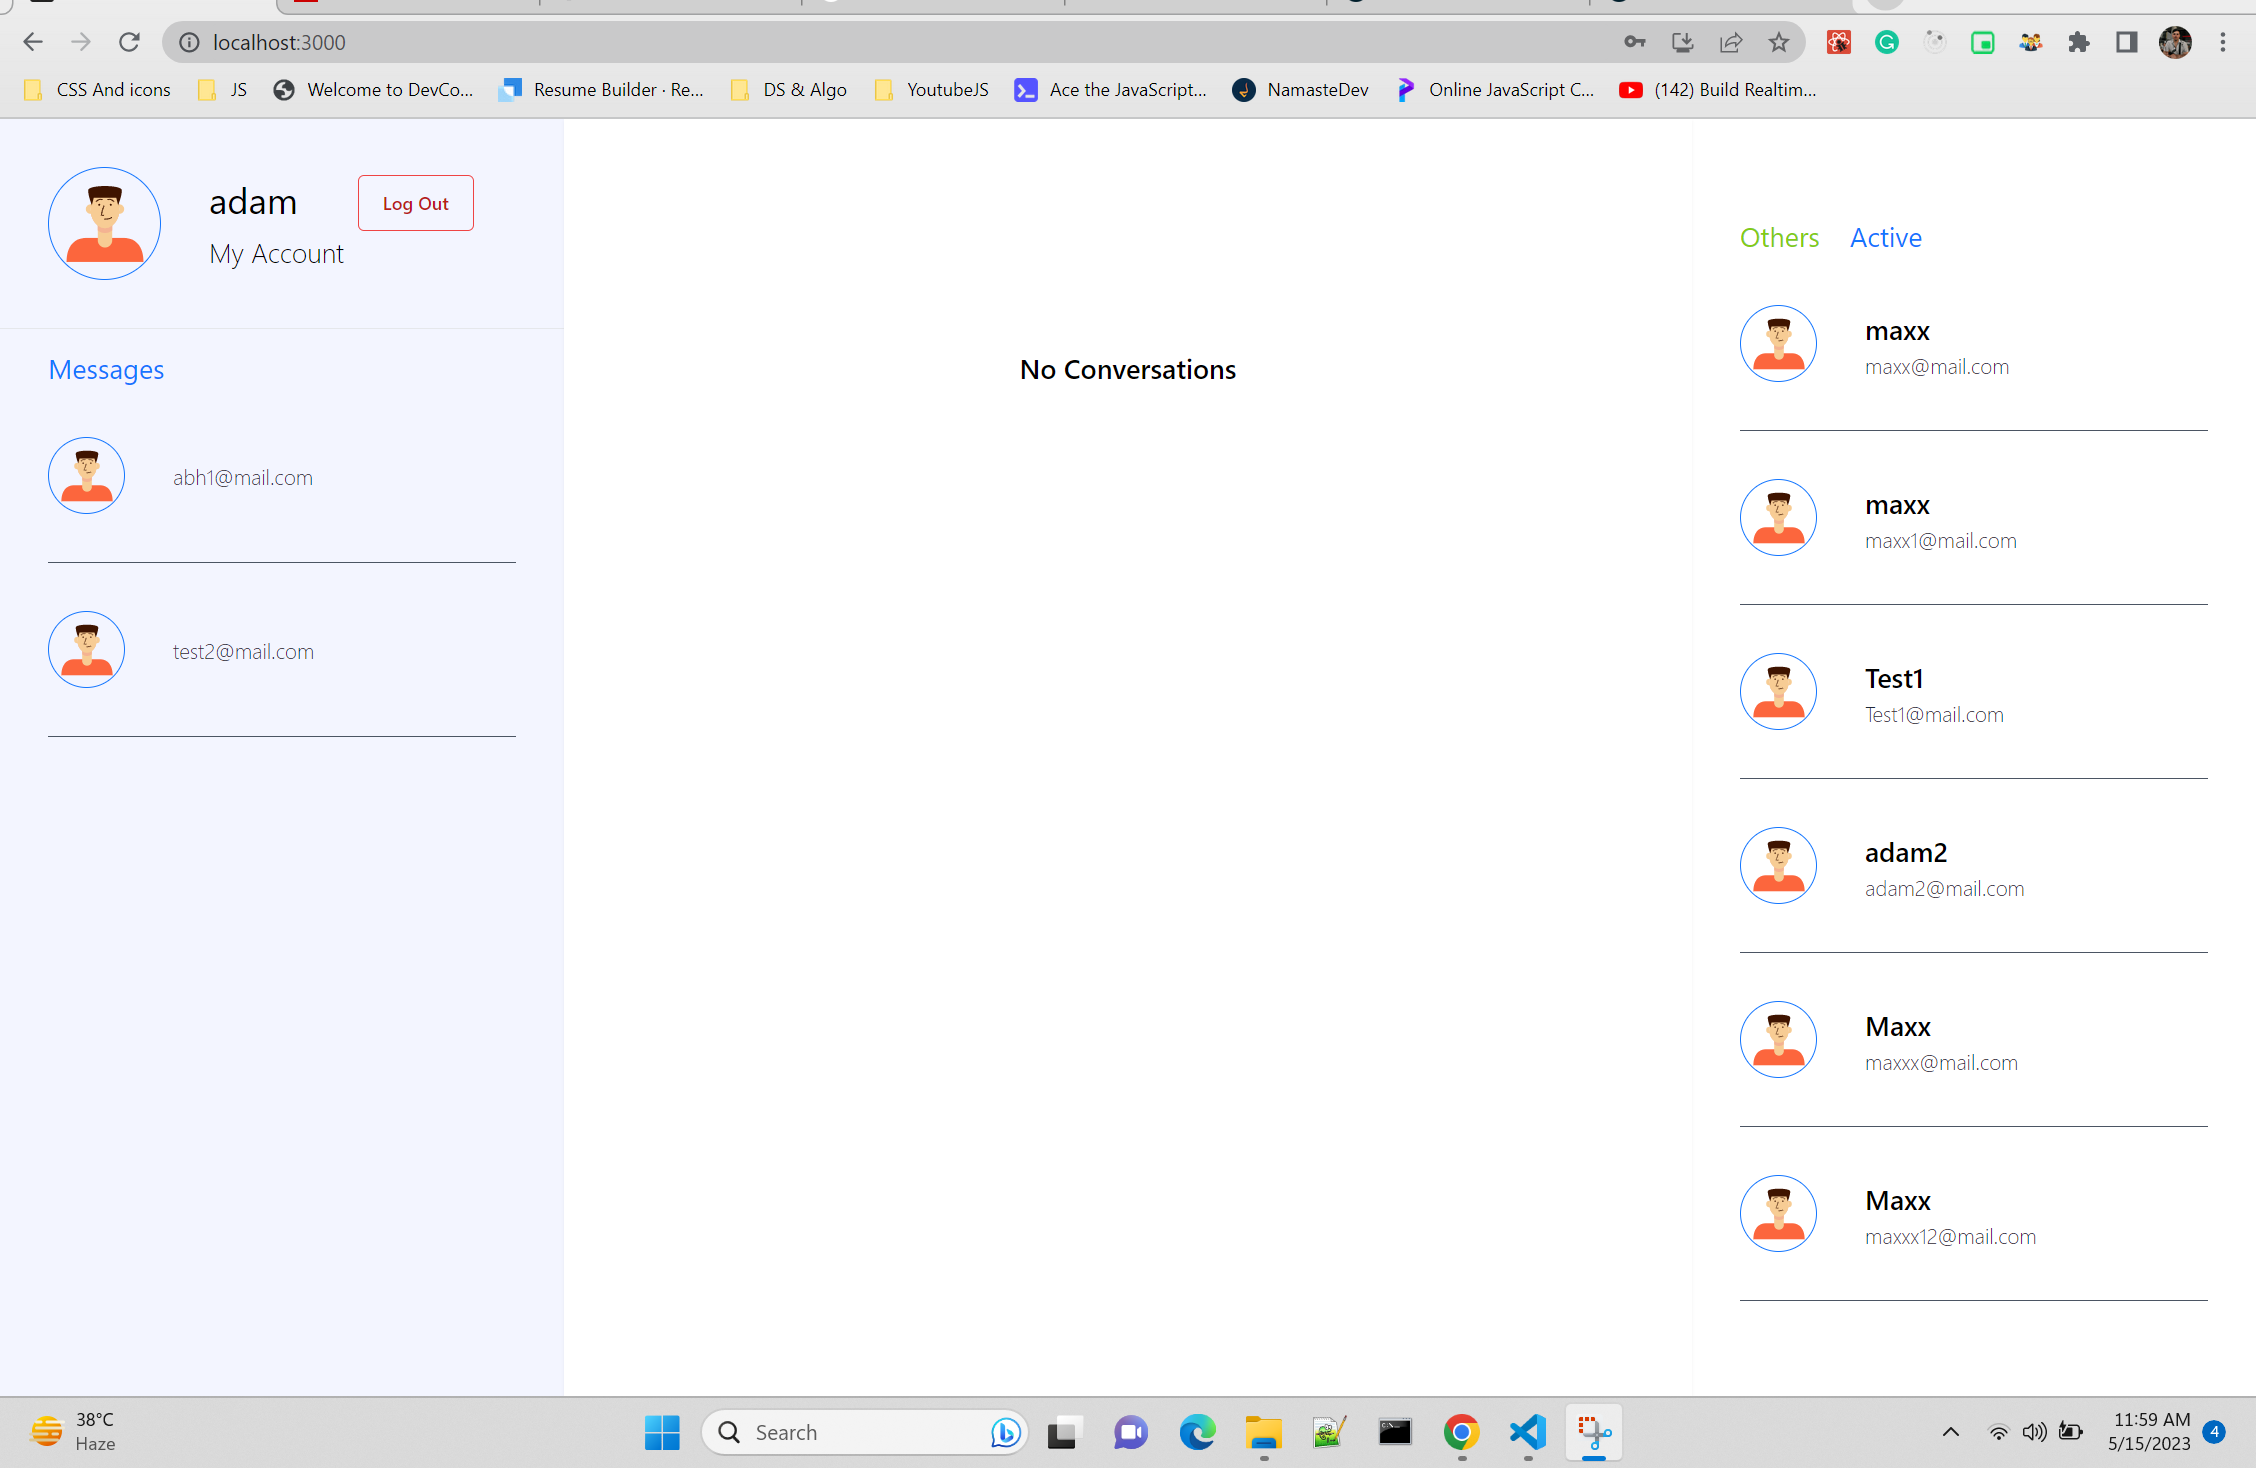 localhost:3000
CSS And icons
JS
Welcome to DevCo...
Resume Builder · Re...
DS & Algo
YoutubeJS
Ace the JavaScript...
NamasteDev
Online JavaScript C...
(142) Build Realtim...
adam
Log Out
My Account
Messages
abh1@mail.com
test2@mail.com
No Conversations
Others
Active
maxx
maxx@mail.com
maxx
maxx1@mail.com
Test1
Test1@mail.com
adam2
adam2@mail.com
Maxx
maxxx@mail.com
Maxx
maxxx12@mail.com
38°C
Haze
Search
11:59 AM
5/15/2023
4